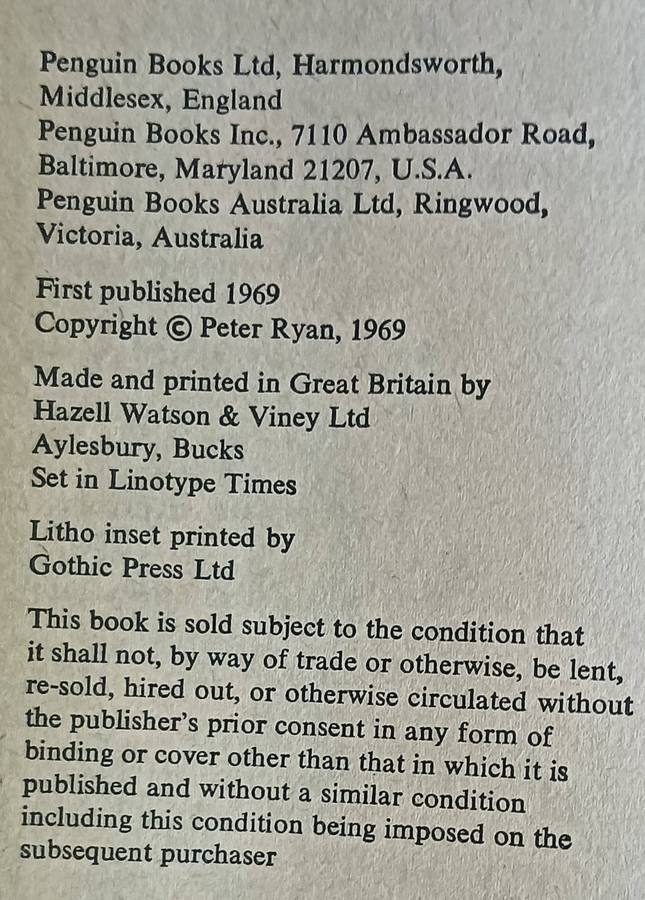 Penguin Books Ltd, Harmondsworth,
Middlesex, England
Penguin Books Inc., 7110 Ambassador Road,
Baltimore, Maryland 21207, U.S.A.
Penguin Books Australia Ltd, Ringwood,
Victoria, Australia
First published 1969
Copyright © Peter Ryan, 1969
Made and printed in Great Britain by
Hazell Watson & Viney Ltd
Aylesbury, Bucks
Set in Linotype Times
Litho inset printed by
Gothic Press Ltd
This book is sold subject to the condition that
it shall not, by way of trade or otherwise, be lent,
re-sold, hired out, or otherwise circulated without
the publisher's prior consent in any form of
binding or cover other than that in which it is
published and without a similar condition
including this condition being imposed on the
subsequent purchaser